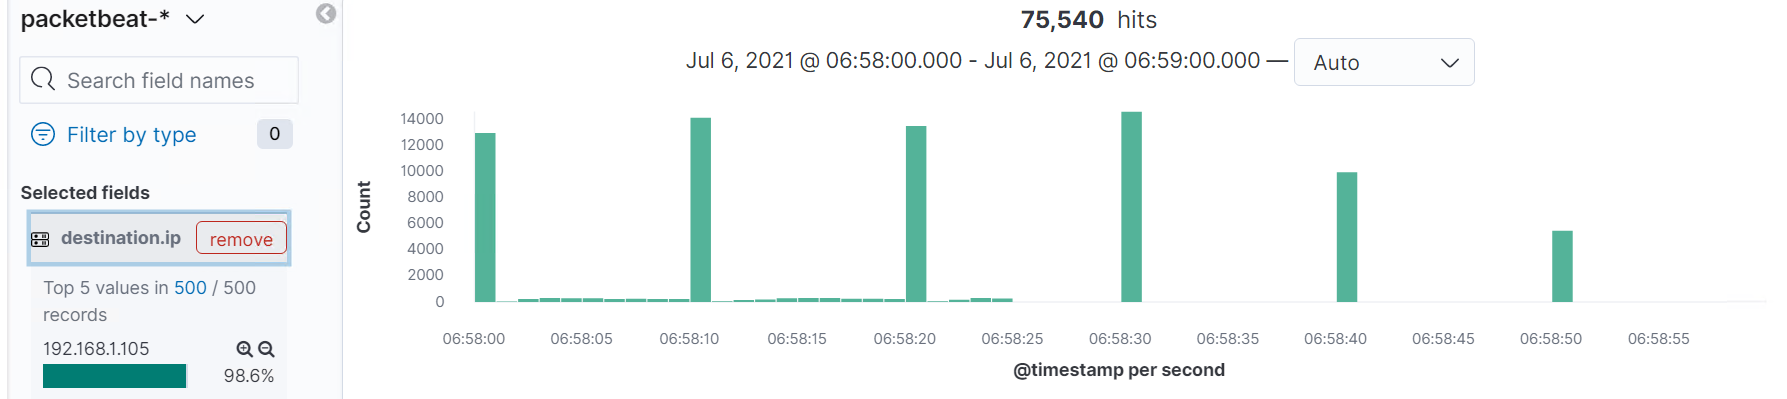 packetbeat-*
Search field names
Filter by type 0
Selected fields
destination.ip remove
Top 5 values in 500 / 500
records
192.168.1.105
98.6%
75,540 hits
Jul 6, 2021 @ 06:58:00.000 - Jul 6, 2021 @ 06:59:00.000 — Auto
Count
14000
12000
10000
8000
6000
4000
2000
0
06:58:00 06:58:05 06:58:10 06:58:15 06:58:20 06:58:25 06:58:30 06:58:35 06:58:40 06:58:45 06:58:50 06:58:55
@timestamp per second